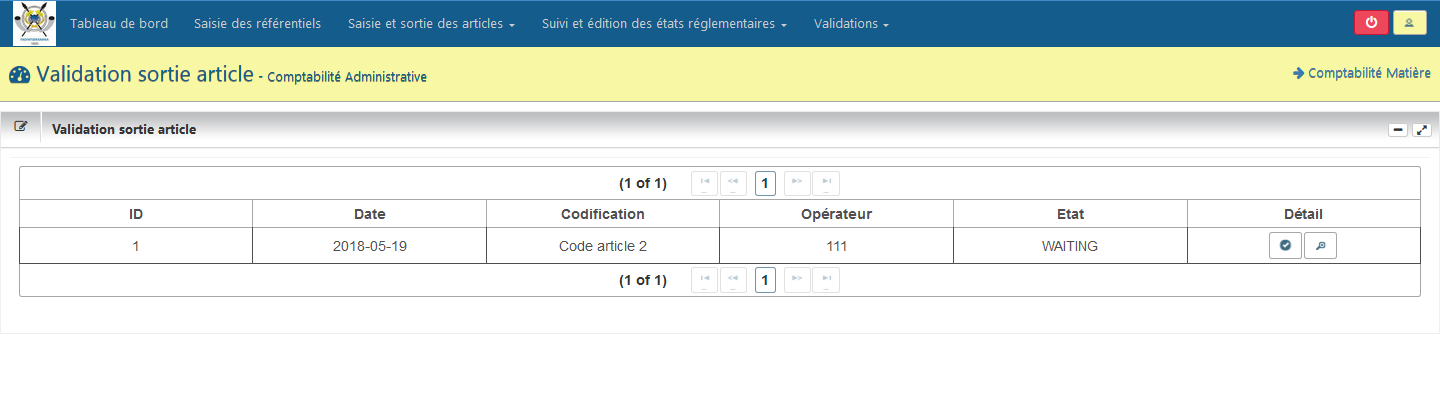 Tableau de bord Saisie des référentiels Saisie et sortie des articles Suivi et édition des états réglementaires Validations
Validation sortie article - Comptabilité Administrative
Comptabilité Matière
Validation sortie article
(1 of 1) 1
ID Date Codification Opérateur Etat Détail
1 2018-05-19 Code article 2 111 WAITING
(1 of 1) 1